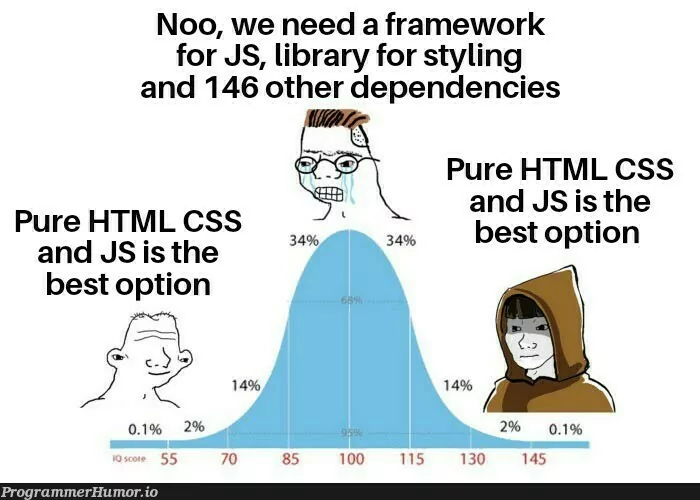 Noo, we need a framework
for JS, library for styling
and 146 other dependencies
Pure HTML CSS
and JS is the
best option
Pure HTML CSS
and JS is the
best option
34% 34%
68%
14% 14%
0.1% 2% 95% 2% 0.1%
IQ score 55 70 85 100 115 130 145
ProgrammerHumor.io